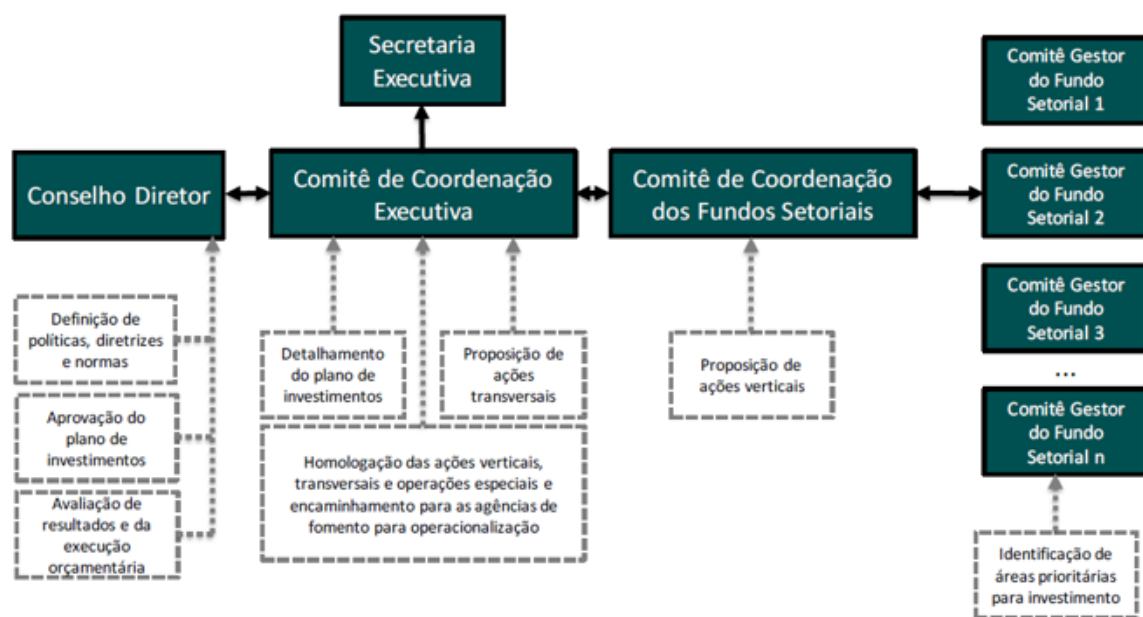 Secretaria
Executiva
Conselho Diretor
Comitê de Coordenação
Executiva
Comitê de Coordenação
dos Fundos Setoriais
Comitê Gestor
do Fundo
Setorial 1
Comitê Gestor
do Fundo
Setorial 2
Comitê Gestor
do Fundo
Setorial 3
...
Comitê Gestor
do Fundo
Setorial n
Definição de
políticas, diretrizes
e normas
Aprovação do
plano de
investimentos
Avaliação de
resultados e da
execução
orçamentária
Detalhamento
do plano de
investimentos
Proposição de
ações
transversais
Homologação das ações verticais,
transversais e operações especiais e
encaminhamento para as agências de
fomento para operacionalização
Proposição de
ações verticais
Identificação de
áreas prioritárias
para investimento